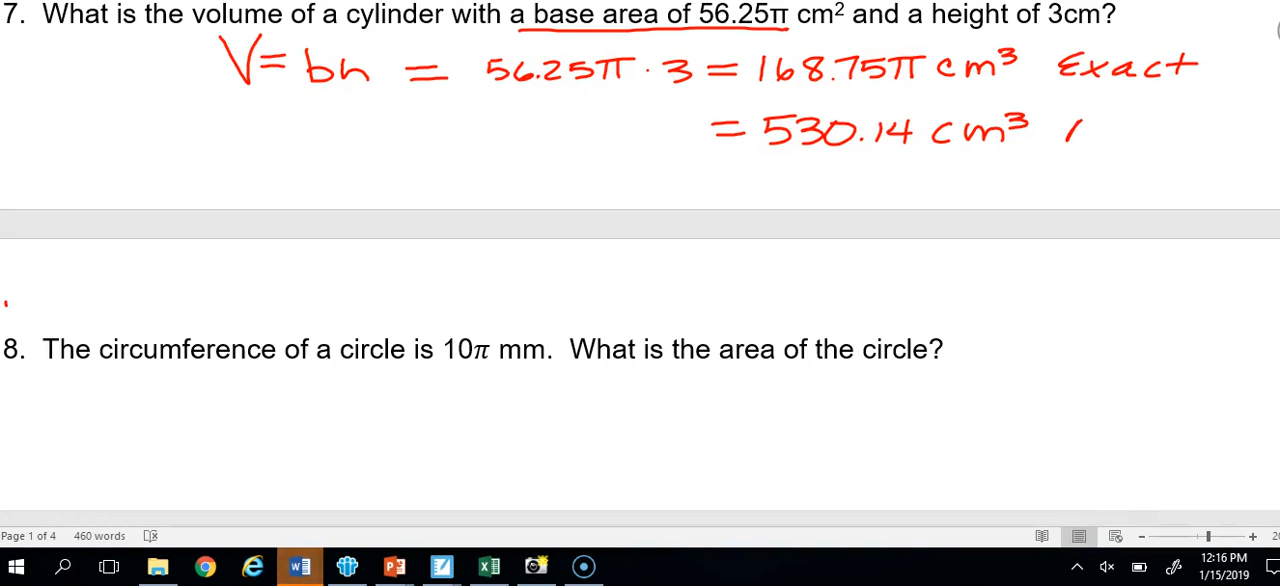 7. What is the volume of a cylinder with a base area of 56.25π cm² and a height of 3cm?
V = bh = 56.25π · 3 = 168.75π cm³ Exact
= 530.14 cm³
8. The circumference of a circle is 10π mm. What is the area of the circle?
Page 1 of 4 460 words
12:16 PM
1/15/2019